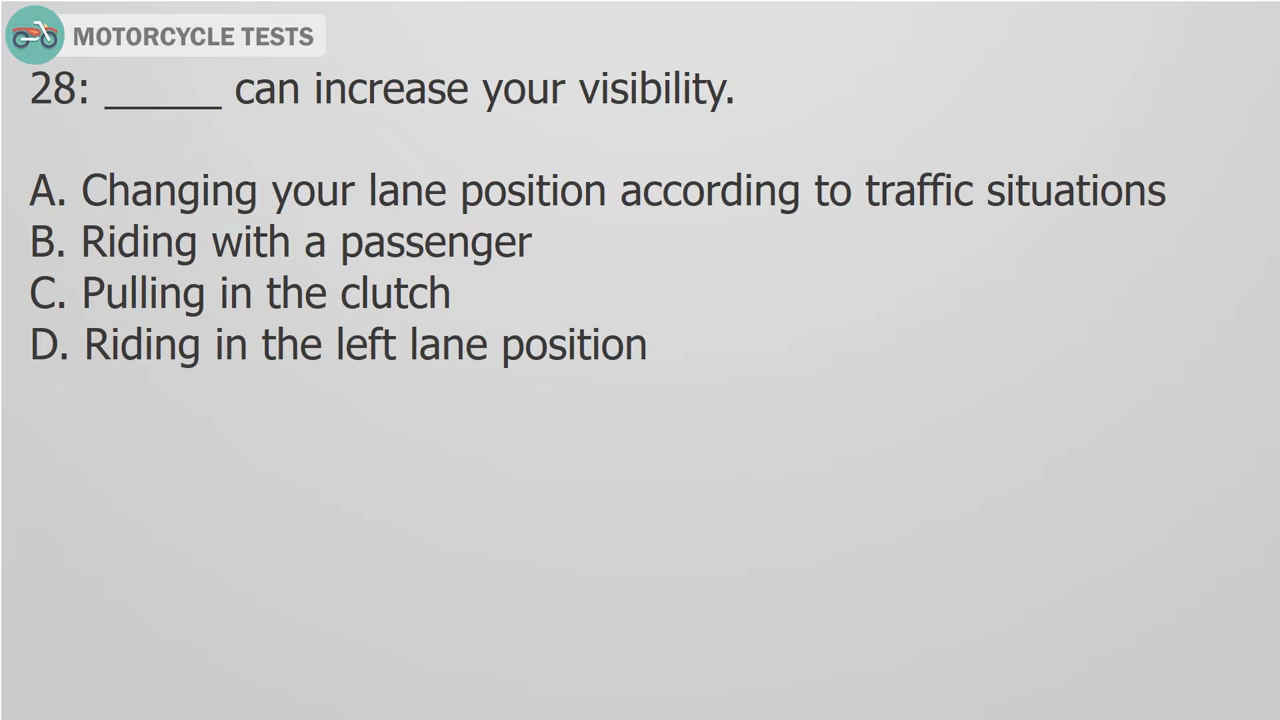 MOTORCYCLE TESTS
28: _____ can increase your visibility.
A. Changing your lane position according to traffic situations
B. Riding with a passenger
C. Pulling in the clutch
D. Riding in the left lane position